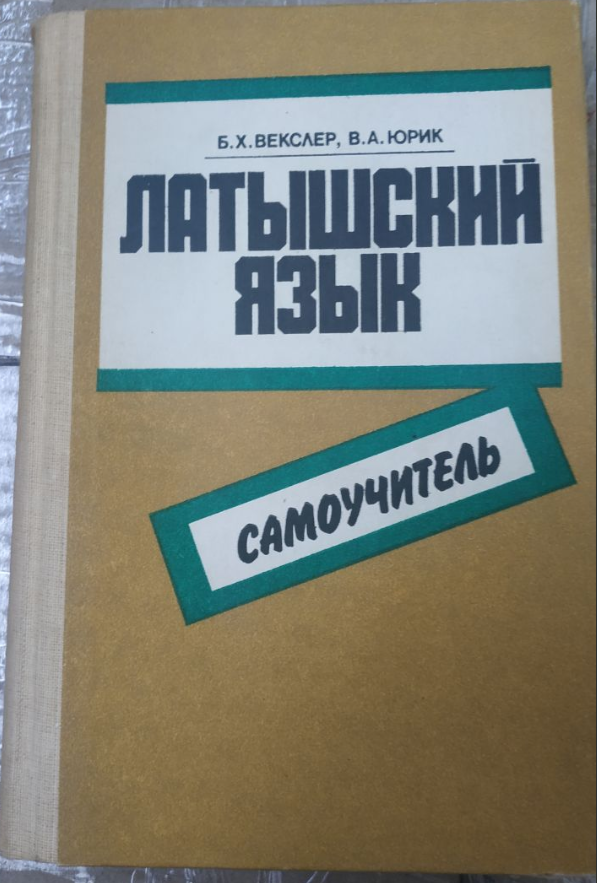 Б.Х.ВЕКСЛЕР, В.А.ЮРИК
ЛАТЫШСКИЙ
ЯЗЫК
САМОУЧИТЕЛЬ